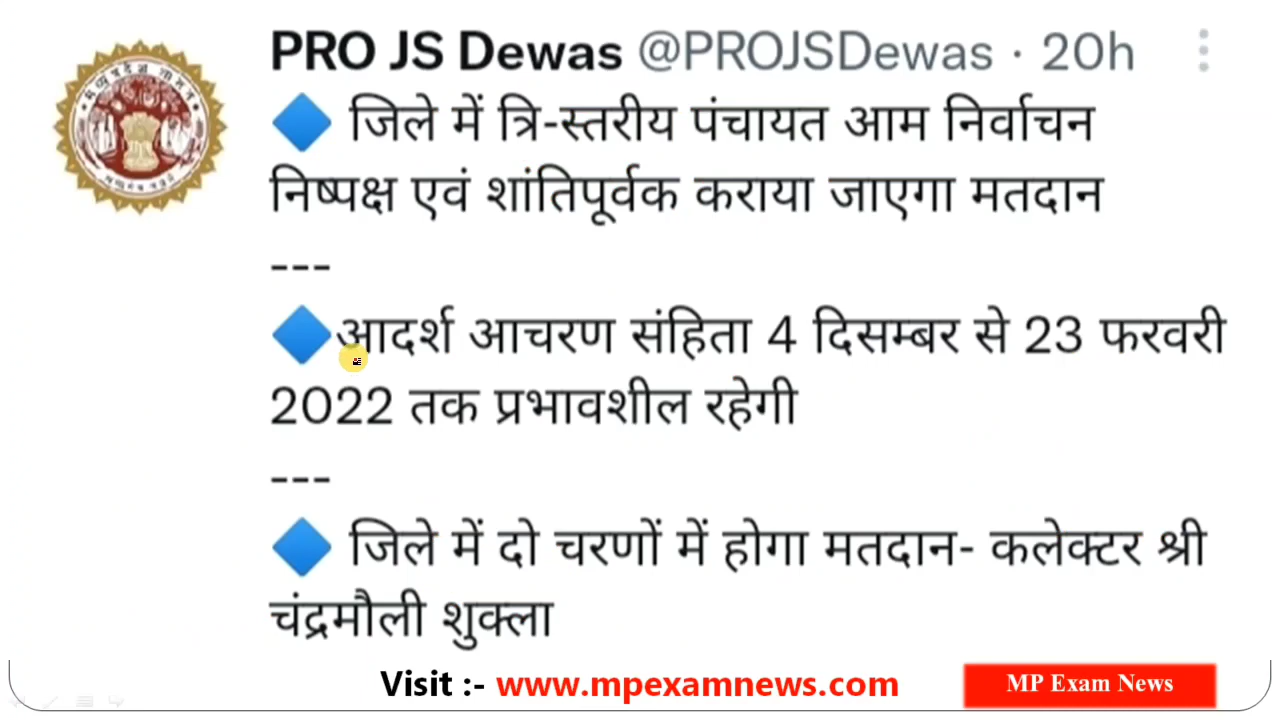 PRO JS Dewas @PROJSDewas · 20h
🔷 जिले में त्रि-स्तरीय पंचायत आम निर्वाचन
निष्पक्ष एवं शांतिपूर्वक कराया जाएगा मतदान
---
🔷आदर्श आचरण संहिता 4 दिसम्बर से 23 फरवरी
2022 तक प्रभावशील रहेगी
---
🔷 जिले में दो चरणों में होगा मतदान- कलेक्टर श्री
चंद्रमौली शुक्ला
Visit :- www.mpexamnews.com
MP Exam News